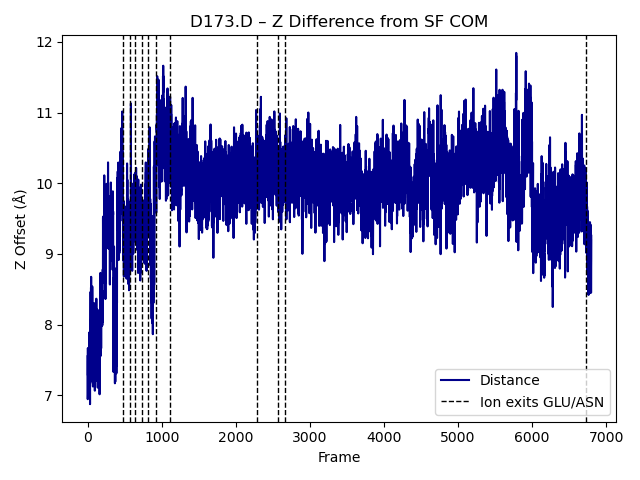 D173.D – Z Difference from SF COM
Z Offset (Å)
12
11
10
9
8
7
0 1000 2000 3000 4000 5000 6000 7000
Frame
Distance
Ion exits GLU/ASN